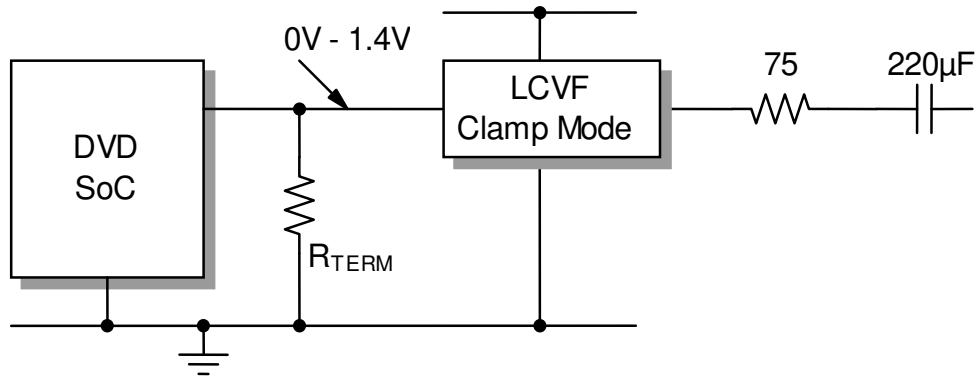 0V - 1.4V
DVD
SoC
LCVF
Clamp Mode
75
220µF
RTERM